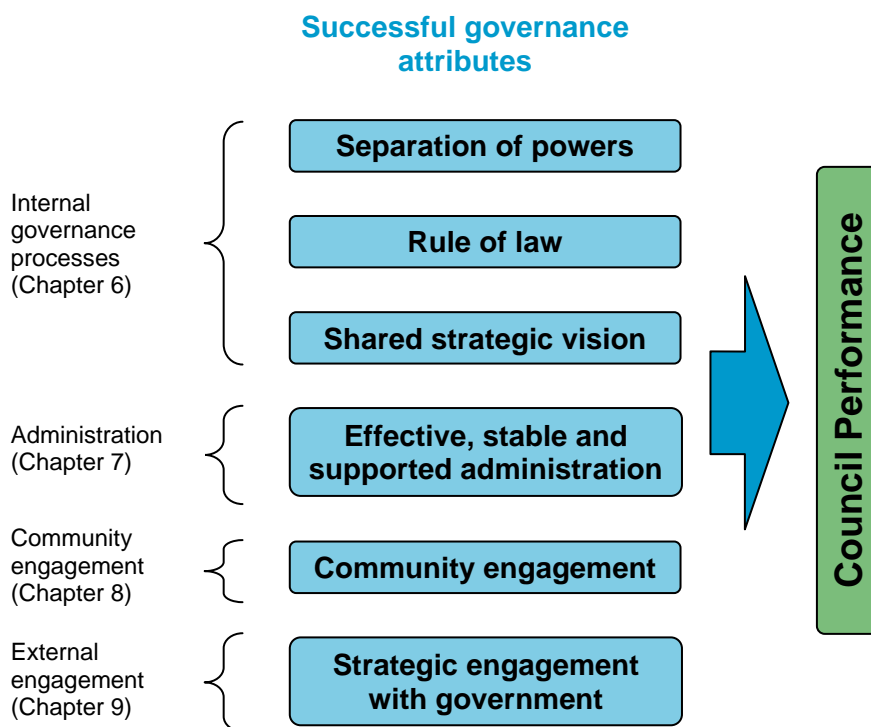 Successful governance
attributes
Internal
governance
processes
(Chapter 6)
Separation of powers
Rule of law
Shared strategic vision
Administration
(Chapter 7)
Effective, stable and
supported administration
Community
engagement
(Chapter 8)
Community engagement
External
engagement
(Chapter 9)
Strategic engagement
with government
Council Performance